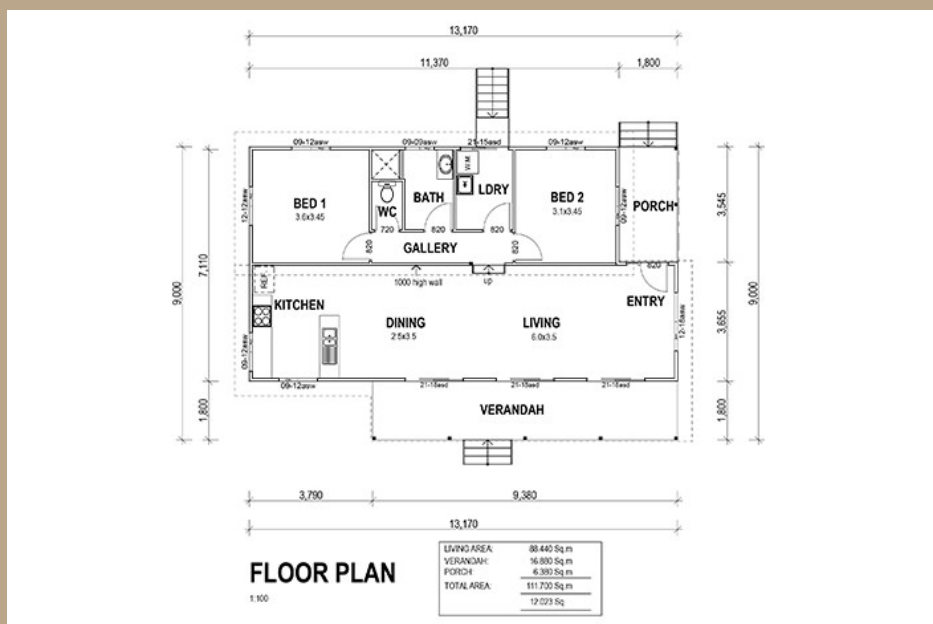 13,170
11,370
1,800
09-12asw
09-09asw
21-15asd
09-12asw
W.M.
BED 1
3.6x3.45
WC
BATH
LDRY
BED 2
3.1x3.45
PORCH
12-12asw
09-12asw
720
820
820
820
820
GALLERY
1000 high wall
up
820
REF.
KITCHEN
DINING
2.5x3.5
LIVING
6.0x3.5
ENTRY
12-18asw
09-12asw
09-12asw
21-18asd
21-18asd
21-18asd
VERANDAH
9,000
7,110
1,800
3,545
3,655
1,800
9,000
3,790
9,380
13,170
FLOOR PLAN
1:100
LIVING AREA: 88.440 Sq.m
VERANDAH: 16.880 Sq.m
PORCH: 6.380 Sq.m
TOTAL AREA: 111.700 Sq.m
12.023 Sq